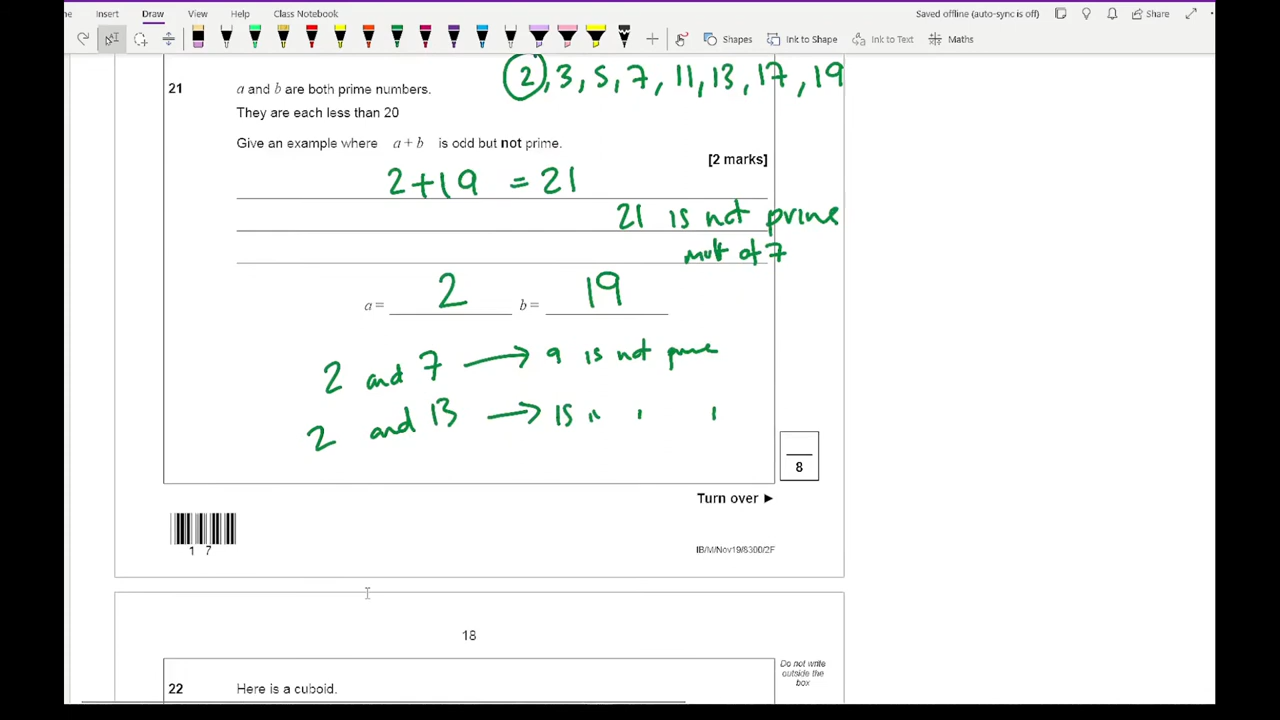 Insert Draw View Help Class Notebook Saved offline (auto-sync is off) Share
Shapes Ink to Shape Ink to Text Maths
2, 3, 5, 7, 11, 13, 17, 19
21 a and b are both prime numbers.
They are each less than 20
Give an example where a + b is odd but not prime.
[2 marks]
2+19 = 21
21 is not prime
mult of 7
a = 2 b = 19
2 and 7 → 9 is not prime
2 and 13 → 15 " " "
8
Turn over ►
1 7
IB/M/Nov19/8300/2F
18
Do not write
outside the
box
22 Here is a cuboid.